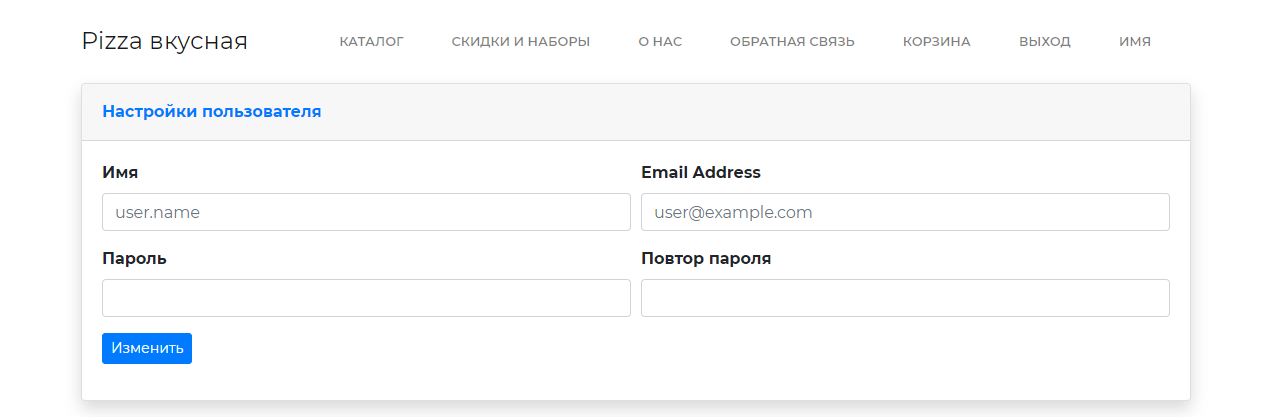 Pizza вкусная КАТАЛОГ СКИДКИ И НАБОРЫ О НАС ОБРАТНАЯ СВЯЗЬ КОРЗИНА ВЫХОД ИМЯ
Настройки пользователя
Имя Email Address
user.name user@example.com
Пароль Повтор пароля
Изменить